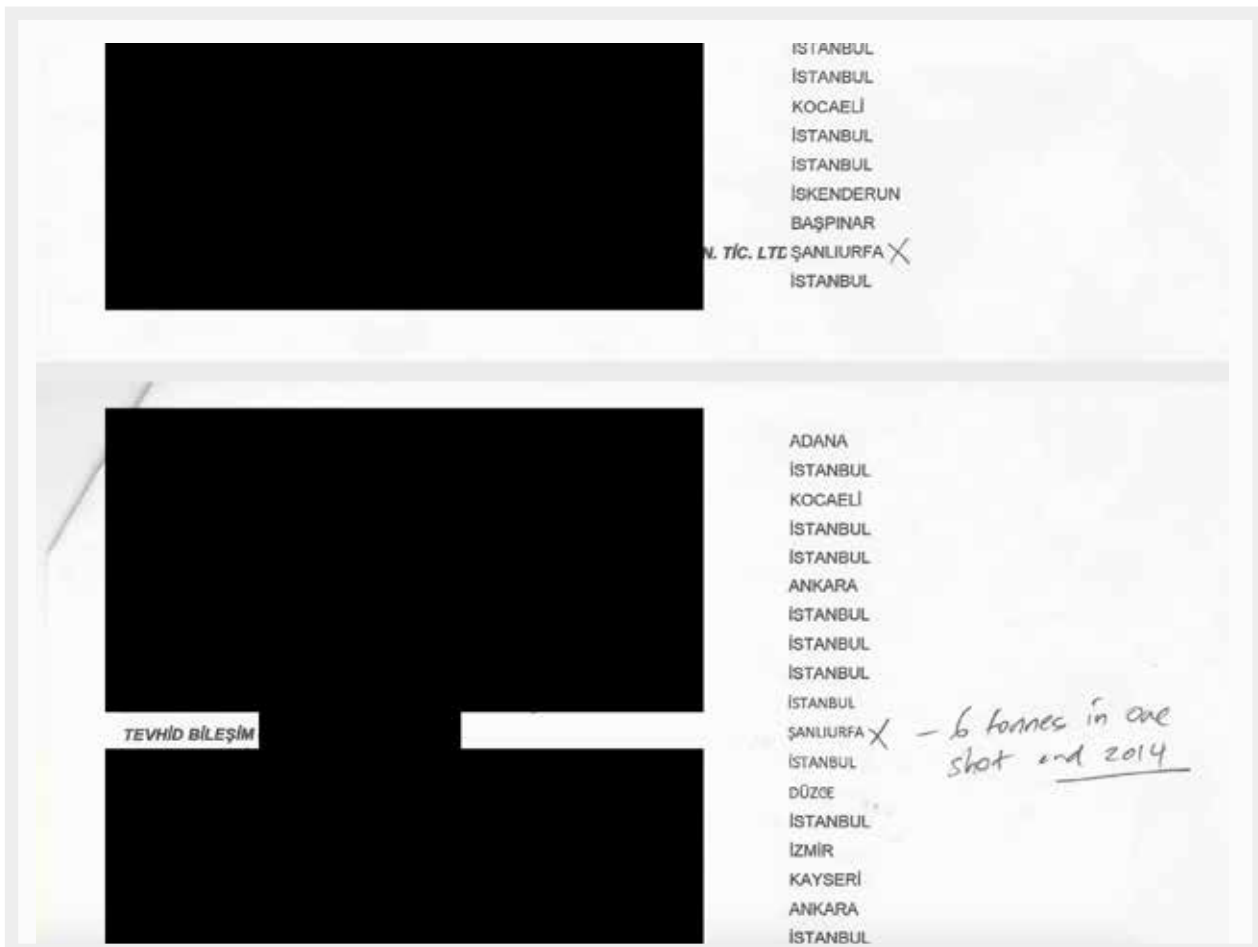 İSTANBUL
İSTANBUL
KOCAELİ
İSTANBUL
İSTANBUL
İSKENDERUN
BAŞPINAR
N. TİC. LTD ŞANLIURFA X
İSTANBUL
ADANA
İSTANBUL
KOCAELİ
İSTANBUL
İSTANBUL
ANKARA
İSTANBUL
İSTANBUL
İSTANBUL
İSTANBUL
TEVHİD BİLEŞİM ŞANLIURFA X – 6 tonnes in one
İSTANBUL shot end 2014
DÜZCE
İSTANBUL
İZMİR
KAYSERİ
ANKARA
İSTANBUL